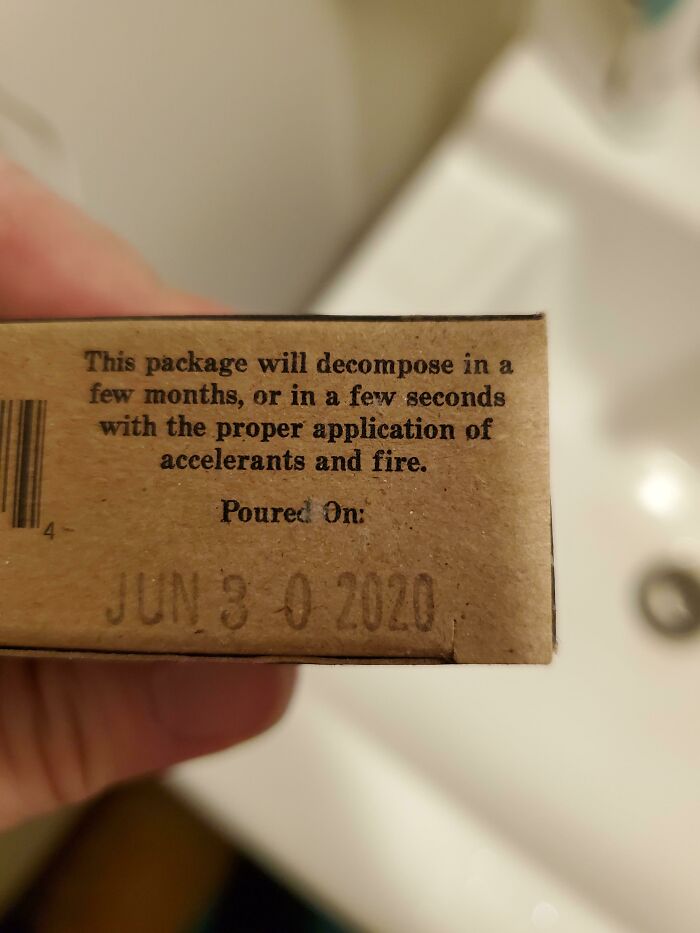 This package will decompose in a
few months, or in a few seconds
with the proper application of
accelerants and fire.
Poured On:
JUN 3 0 2020
4